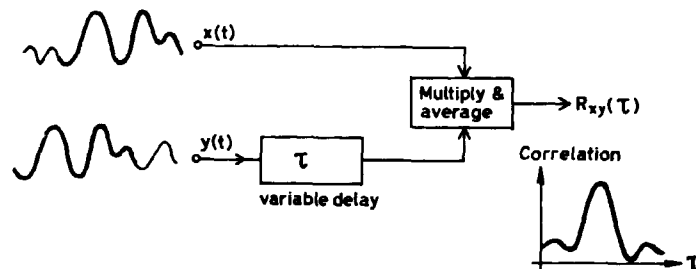 x(t)
Multiply &
average
R_xy(τ)
y(t)
τ
variable delay
Correlation
τ